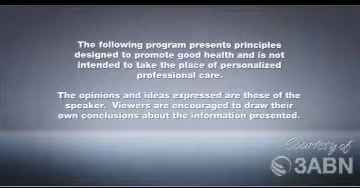 The following program presents principles
designed to promote good health and is not
intended to take the place of personalized
professional care.
The opinions and ideas expressed are those of the
speaker. Viewers are encouraged to draw their
own conclusions about the information presented.
Courtesy of
3ABN